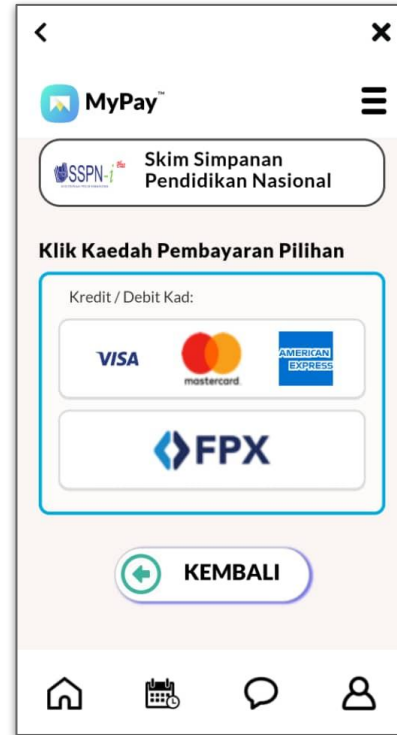 MyPay™
SSPN-i Plus
Skim Simpanan
Pendidikan Nasional
Klik Kaedah Pembayaran Pilihan
Kredit / Debit Kad:
VISA
mastercard.
AMERICAN
EXPRESS
FPX
KEMBALI